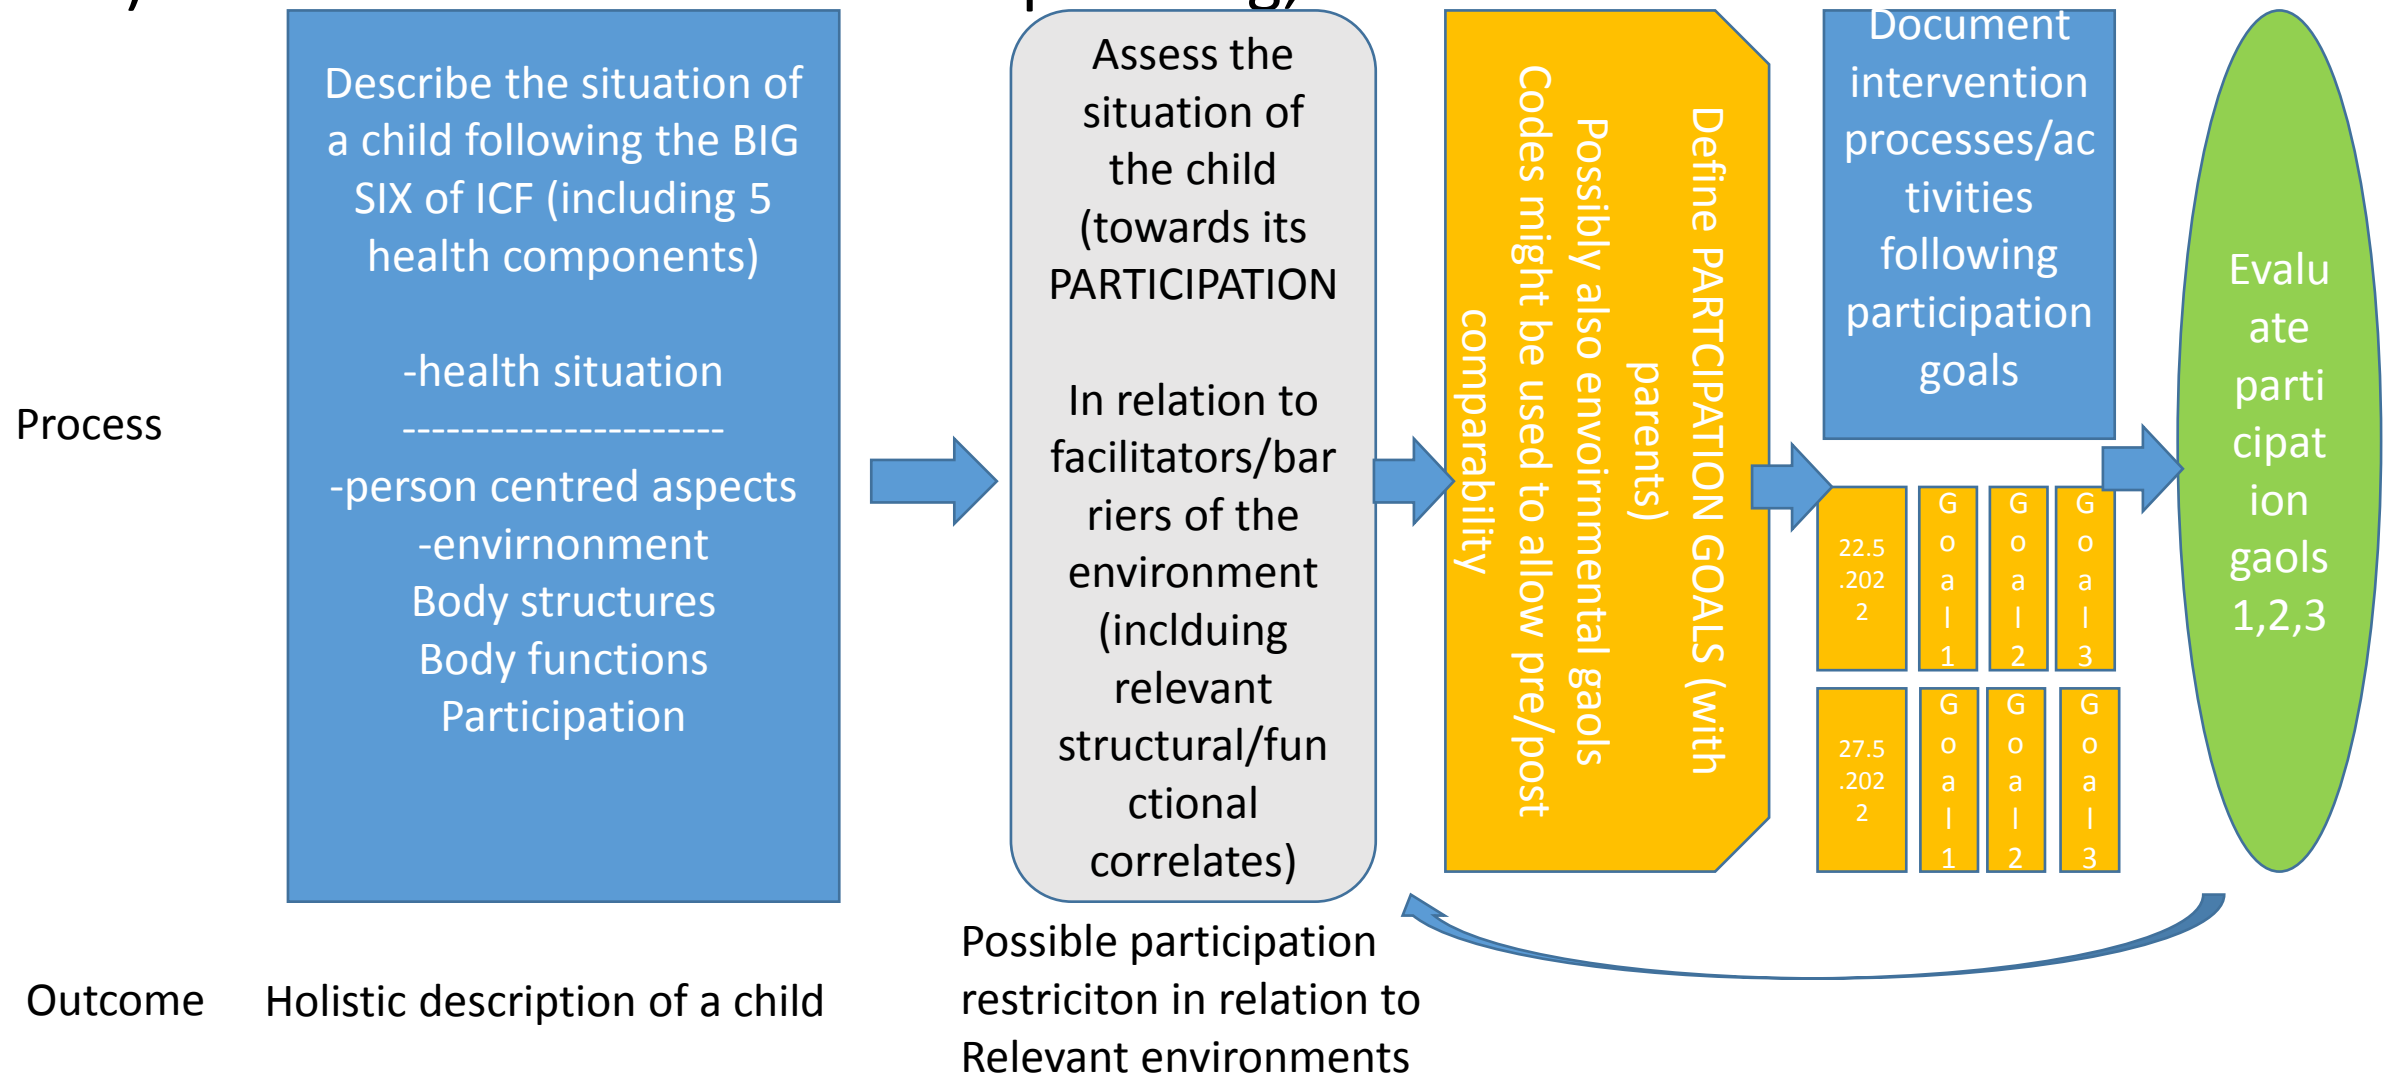 Process
Describe the situation of
a child following the BIG
SIX of ICF (including 5
health components)
-health situation
----------------------
-person centred aspects
-envirnonment
Body structures
Body functions
Participation
Assess the
situation of
the child
(towards its
PARTICIPATION
In relation to
facilitators/bar
riers of the
environment
(inclduing
relevant
structural/fun
ctional
correlates)
Define PARTCIPATION GOALS (with
parents)
Possibly also envoirnmental gaols
Codes might be used to allow pre/post
comparability
Document
intervention
processes/ac
tivities
following
participation
goals
22.5
.202
2
Goal 1
Goal 2
Goal 3
27.5
.202
2
Goal 1
Goal 2
Goal 3
Evalu
ate
parti
cipat
ion
gaols
1,2,3
Outcome
Holistic description of a child
Possible participation
restriciton in relation to
Relevant environments